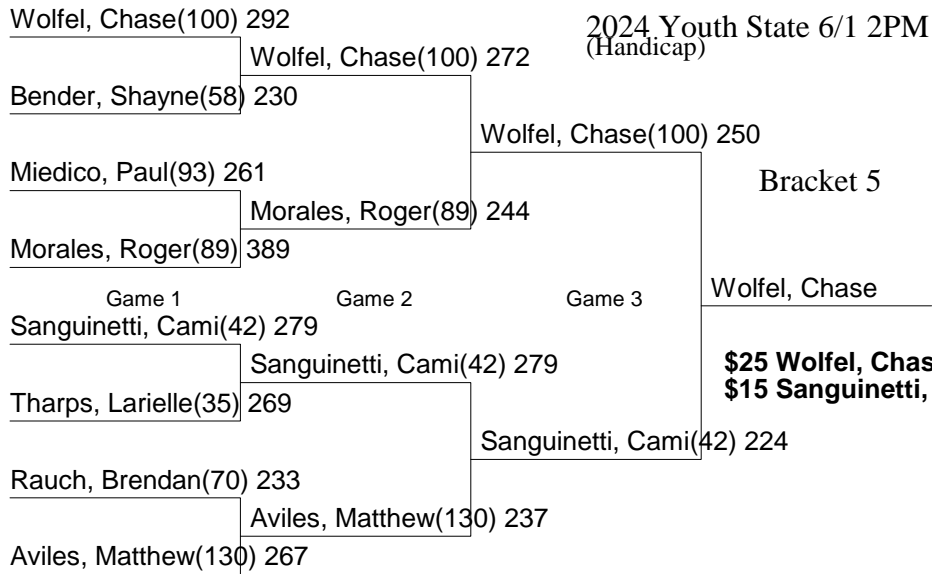 Wolfel, Chase(100) 292
2024 Youth State 6/1 2PM
(Handicap)
Wolfel, Chase(100) 272
Bender, Shayne(58) 230
Wolfel, Chase(100) 250
Miedico, Paul(93) 261
Bracket 5
Morales, Roger(89) 244
Morales, Roger(89) 389
Game 1 Game 2 Game 3
Wolfel, Chase
Sanguinetti, Cami(42) 279
Sanguinetti, Cami(42) 279
$25 Wolfel, Chas
$15 Sanguinetti,
Tharps, Larielle(35) 269
Sanguinetti, Cami(42) 224
Rauch, Brendan(70) 233
Aviles, Matthew(130) 237
Aviles, Matthew(130) 267